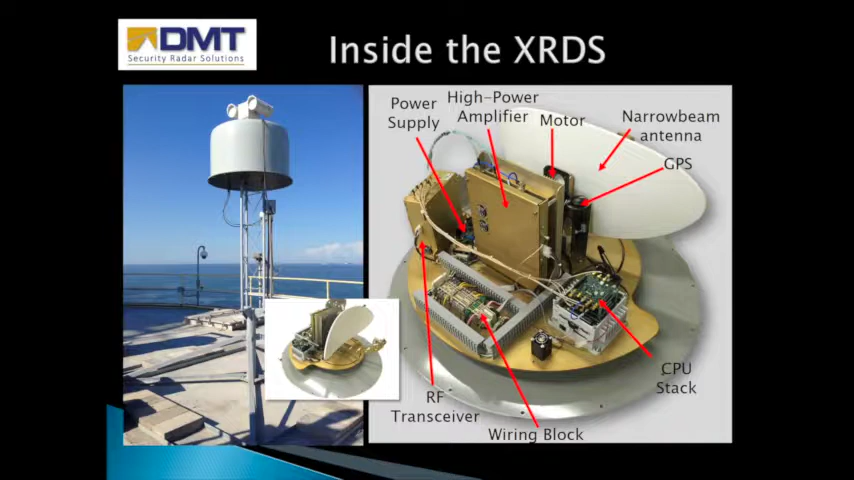 DMT
Security Radar Solutions
Inside the XRDS
Power
Supply
High-Power
Amplifier
Motor
Narrowbeam
antenna
GPS
CPU
Stack
RF
Transceiver
Wiring Block